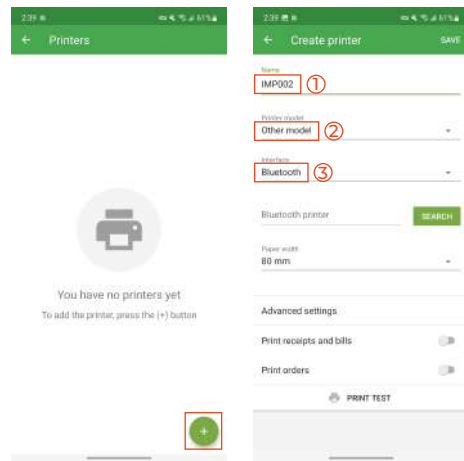 2:39
61%
Printers
You have no printers yet
To add the printer, press the (+) button
+
2:39
61%
Create printer
SAVE
Name
IMP002
①
Printer model
Other model
②
Interface
Bluetooth
③
Bluetooth printer
SEARCH
Paper width
80 mm
Advanced settings
Print receipts and bills
Print orders
PRINT TEST